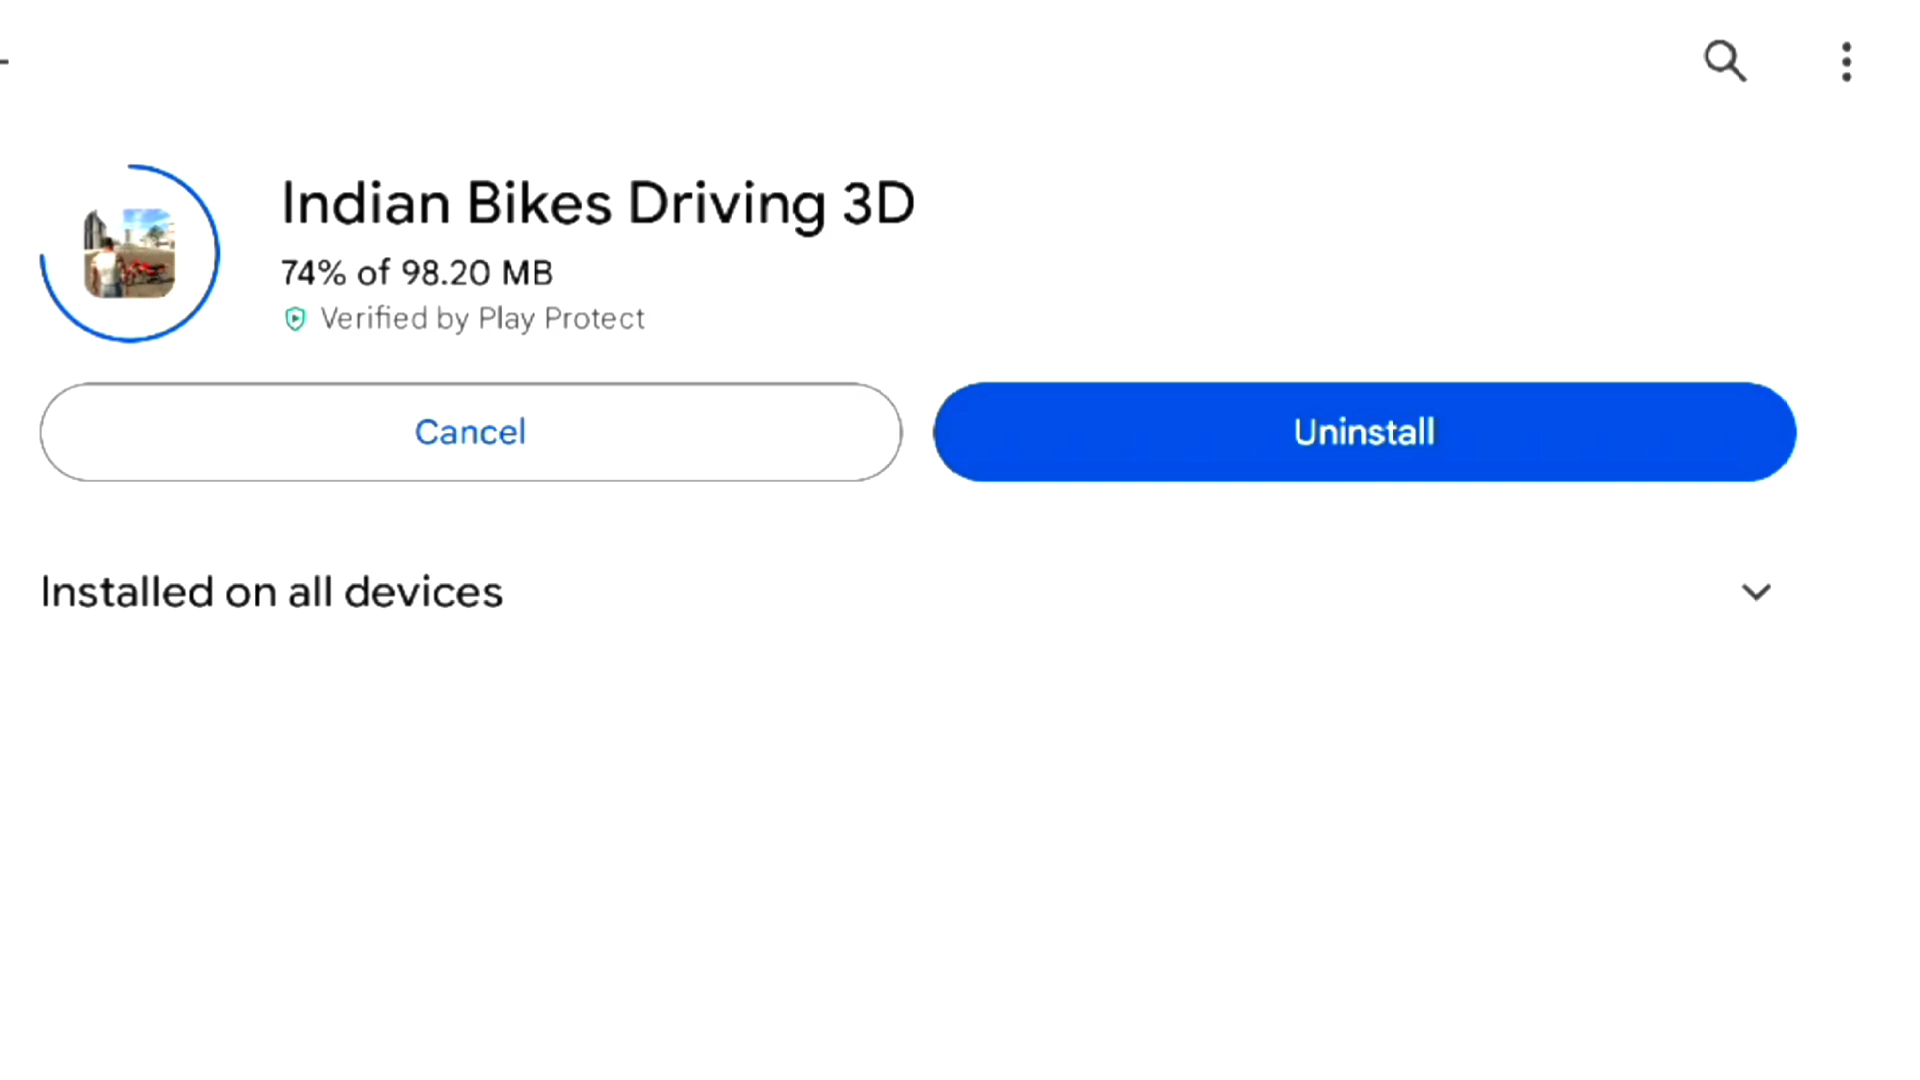 Indian Bikes Driving 3D
74% of 98.20 MB
Verified by Play Protect
Cancel
Uninstall
Installed on all devices